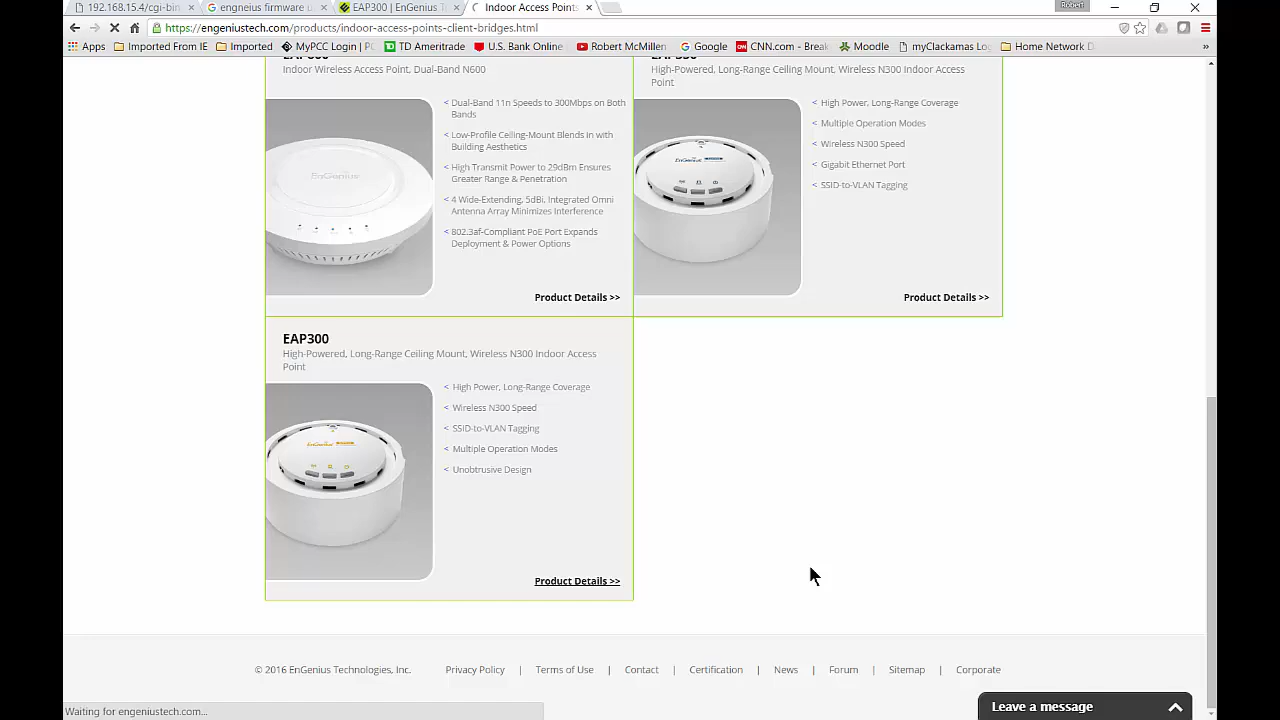 192.168.15.4/cgi-bin
engneius firmware u
EAP300 | EnGenius T
Indoor Access Points
Robert
https://engeniustech.com/products/indoor-access-points-client-bridges.html
Apps
Imported From IE
Imported
MyPCC Login | P
TD Ameritrade
U.S. Bank Online
Robert McMillen
Google
CNN.com - Break
Moodle
myClackamas Lo
Home Network D
»
Indoor Wireless Access Point, Dual-Band N600
< Dual-Band 11n Speeds to 300Mbps on Both
Bands
< Low-Profile Ceiling-Mount Blends in with
Building Aesthetics
< High Transmit Power to 29dBm Ensures
Greater Range & Penetration
< 4 Wide-Extending, 5dBi, Integrated Omni
Antenna Array Minimizes Interference
< 802.3af-Compliant PoE Port Expands
Deployment & Power Options
EnGenius
Product Details >>
High-Powered, Long-Range Ceiling Mount, Wireless N300 Indoor Access
Point
< High Power, Long-Range Coverage
< Multiple Operation Modes
< Wireless N300 Speed
< Gigabit Ethernet Port
< SSID-to-VLAN Tagging
EnGenius
Product Details >>
EAP300
High-Powered, Long-Range Ceiling Mount, Wireless N300 Indoor Access
Point
< High Power, Long-Range Coverage
< Wireless N300 Speed
< SSID-to-VLAN Tagging
< Multiple Operation Modes
< Unobtrusive Design
EnGenius
Product Details >>
© 2016 EnGenius Technologies, Inc.
Privacy Policy | Terms of Use | Contact | Certification | News | Forum | Sitemap | Corporate
Waiting for engeniustech.com...
Leave a message